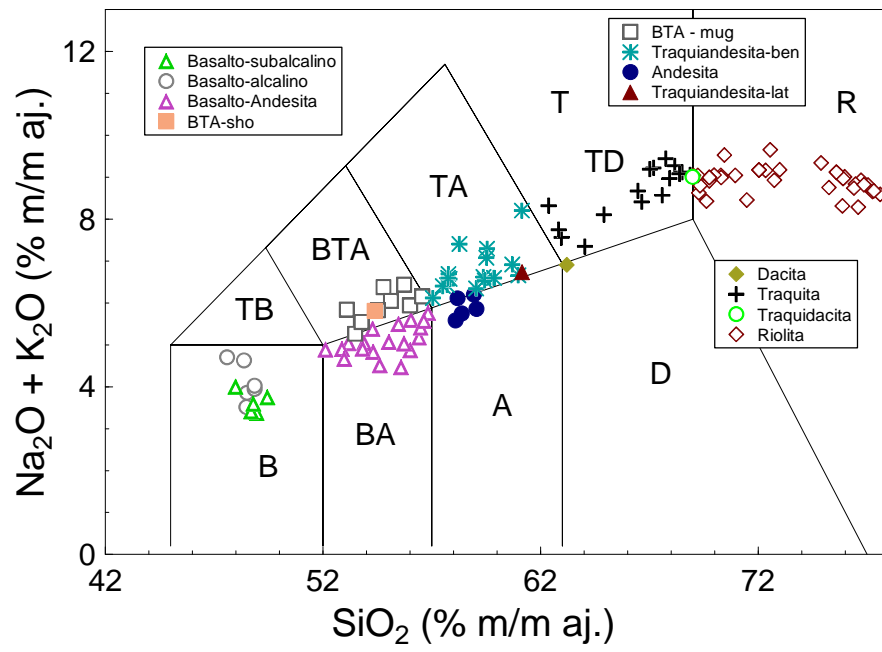 12
8
4
0
Na₂O + K₂O (% m/m aj.)
Basalto-subalcalino
Basalto-alcalino
Basalto-Andesita
BTA-sho
BTA - mug
Traquiandesita-ben
Andesita
Traquiandesita-lat
T
R
TA
TD
BTA
TB
Dacita
Traquita
Traquidacita
Riolita
B
BA
A
D
42
52
62
72
SiO₂ (% m/m aj.)